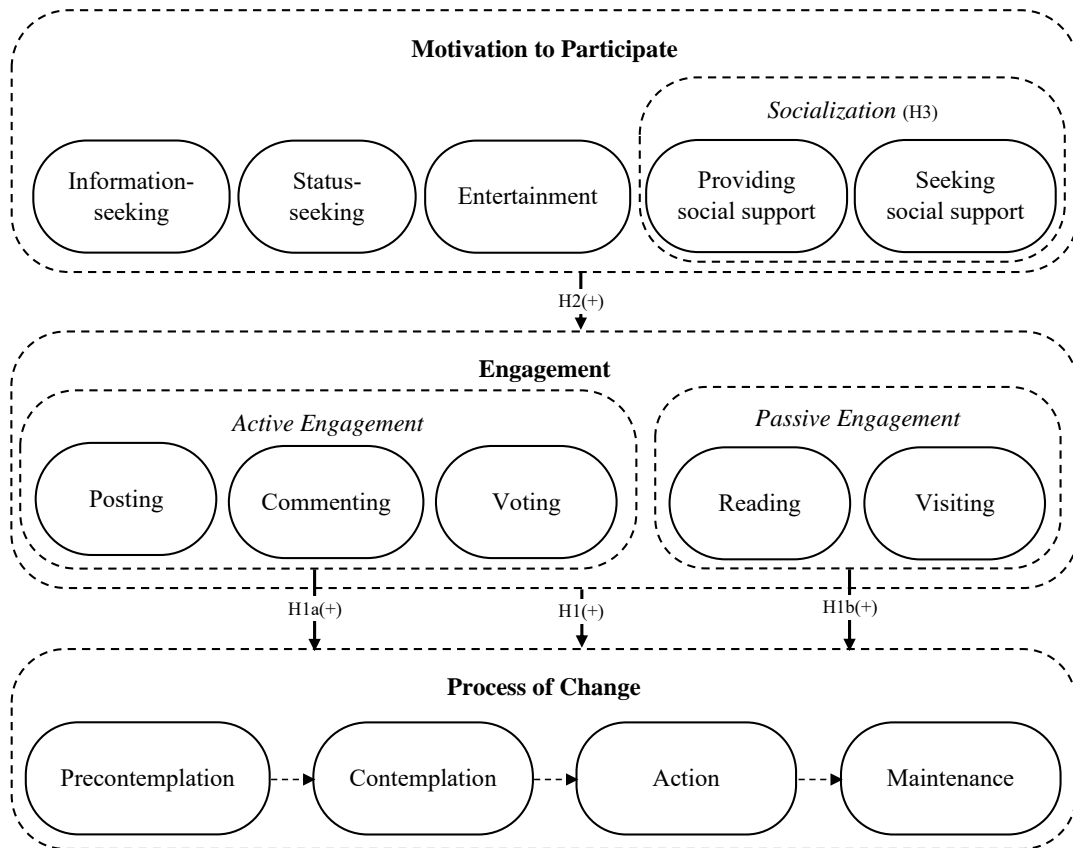 Motivation to Participate
Socialization (H3)
Information-
seeking
Status-
seeking
Entertainment
Providing
social support
Seeking
social support
H2(+)
Engagement
Active Engagement
Passive Engagement
Posting
Commenting
Voting
Reading
Visiting
H1a(+)
H1(+)
H1b(+)
Process of Change
Precontemplation
Contemplation
Action
Maintenance